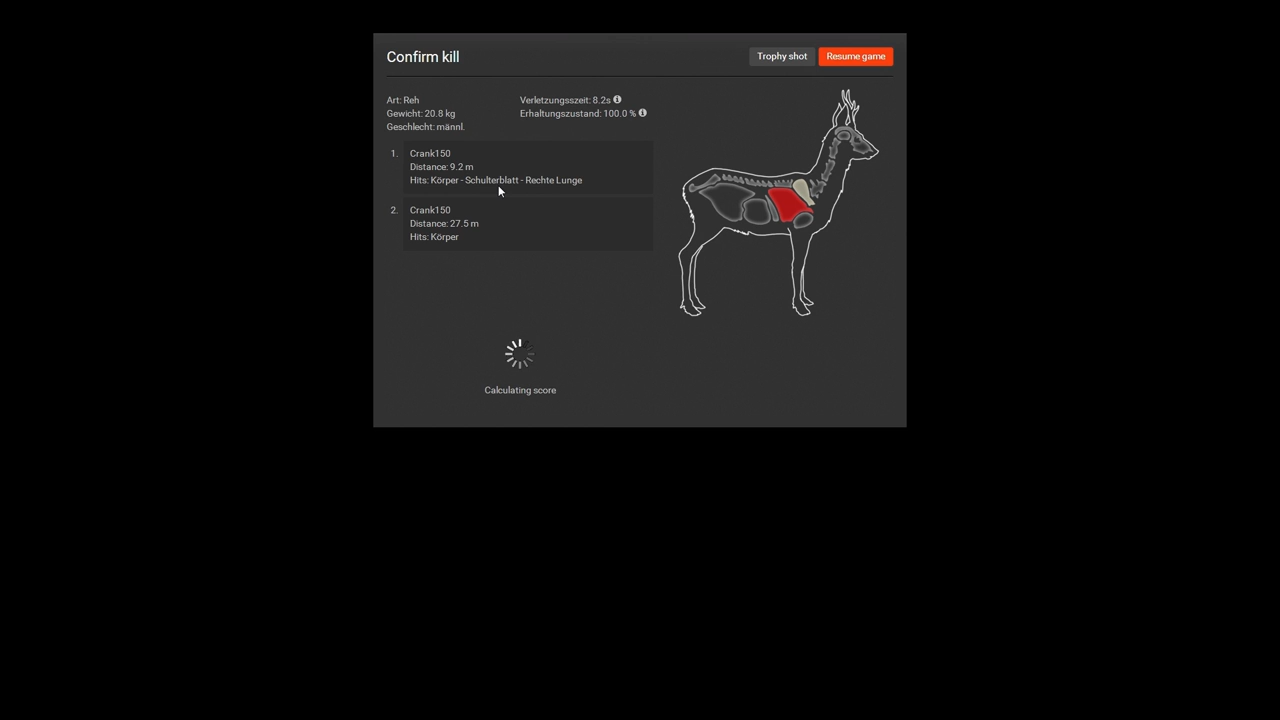 Confirm kill
Trophy shot
Resume game
Art: Reh
Gewicht: 20.8 kg
Geschlecht: männl.
Verletzungsszeit: 8.2s
Erhaltungszustand: 100.0 %
1.
Crank150
Distance: 9.2 m
Hits: Körper - Schulterblatt - Rechte Lunge
2.
Crank150
Distance: 27.5 m
Hits: Körper
Calculating score